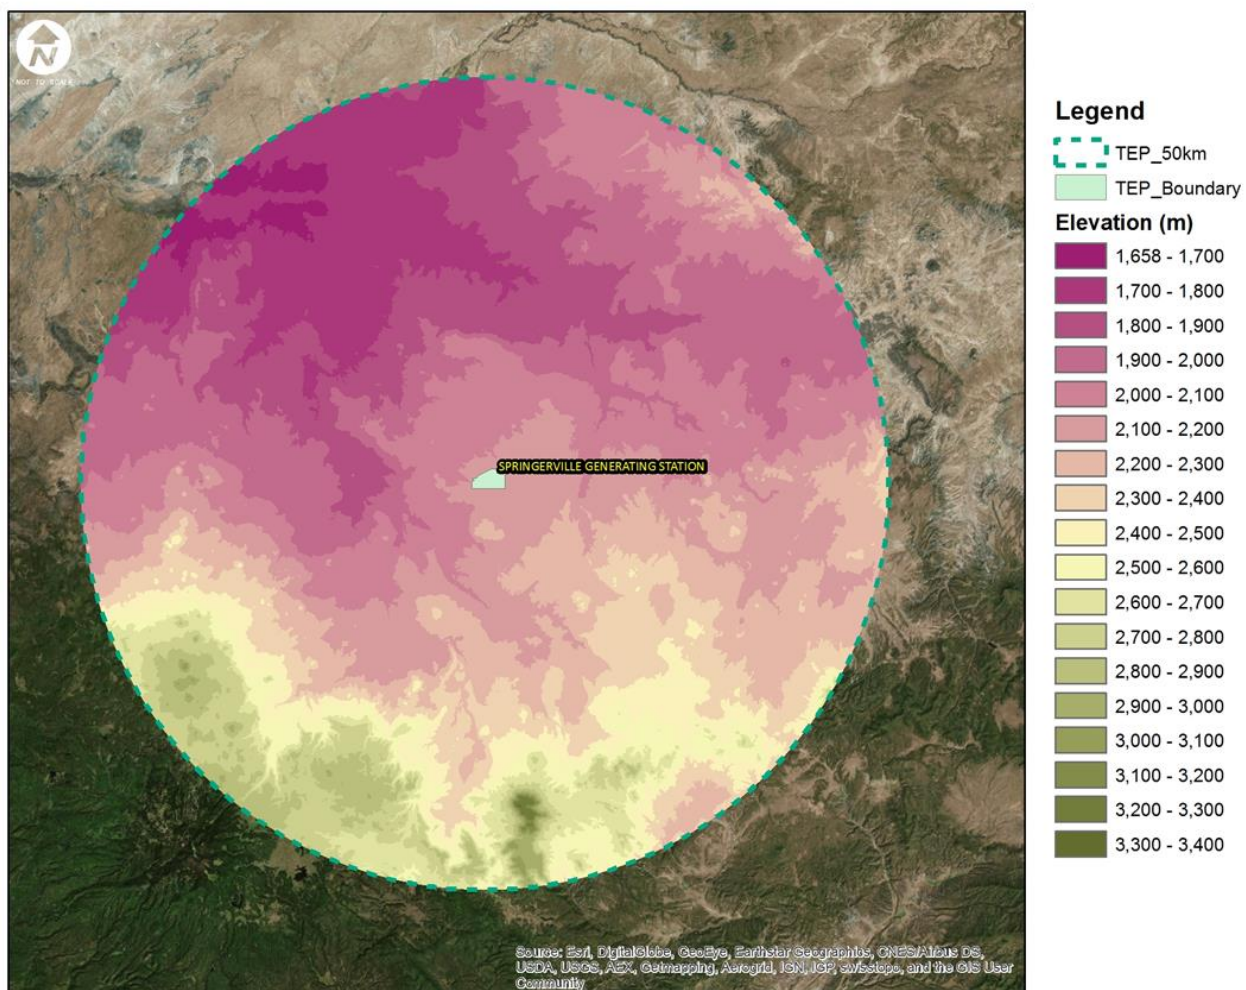 N
NOT TO SCALE
SPRINGERVILLE GENERATING STATION
Source: Esri, DigitalGlobe, GeoEye, Earthstar Geographics, CNES/Airbus DS,
USDA, USGS, AEX, Getmapping, Aerogrid, IGN, IGP, swisstopo, and the GIS User
Community
Legend
TEP_50km
TEP_Boundary
Elevation (m)
1,658 - 1,700
1,700 - 1,800
1,800 - 1,900
1,900 - 2,000
2,000 - 2,100
2,100 - 2,200
2,200 - 2,300
2,300 - 2,400
2,400 - 2,500
2,500 - 2,600
2,600 - 2,700
2,700 - 2,800
2,800 - 2,900
2,900 - 3,000
3,000 - 3,100
3,100 - 3,200
3,200 - 3,300
3,300 - 3,400